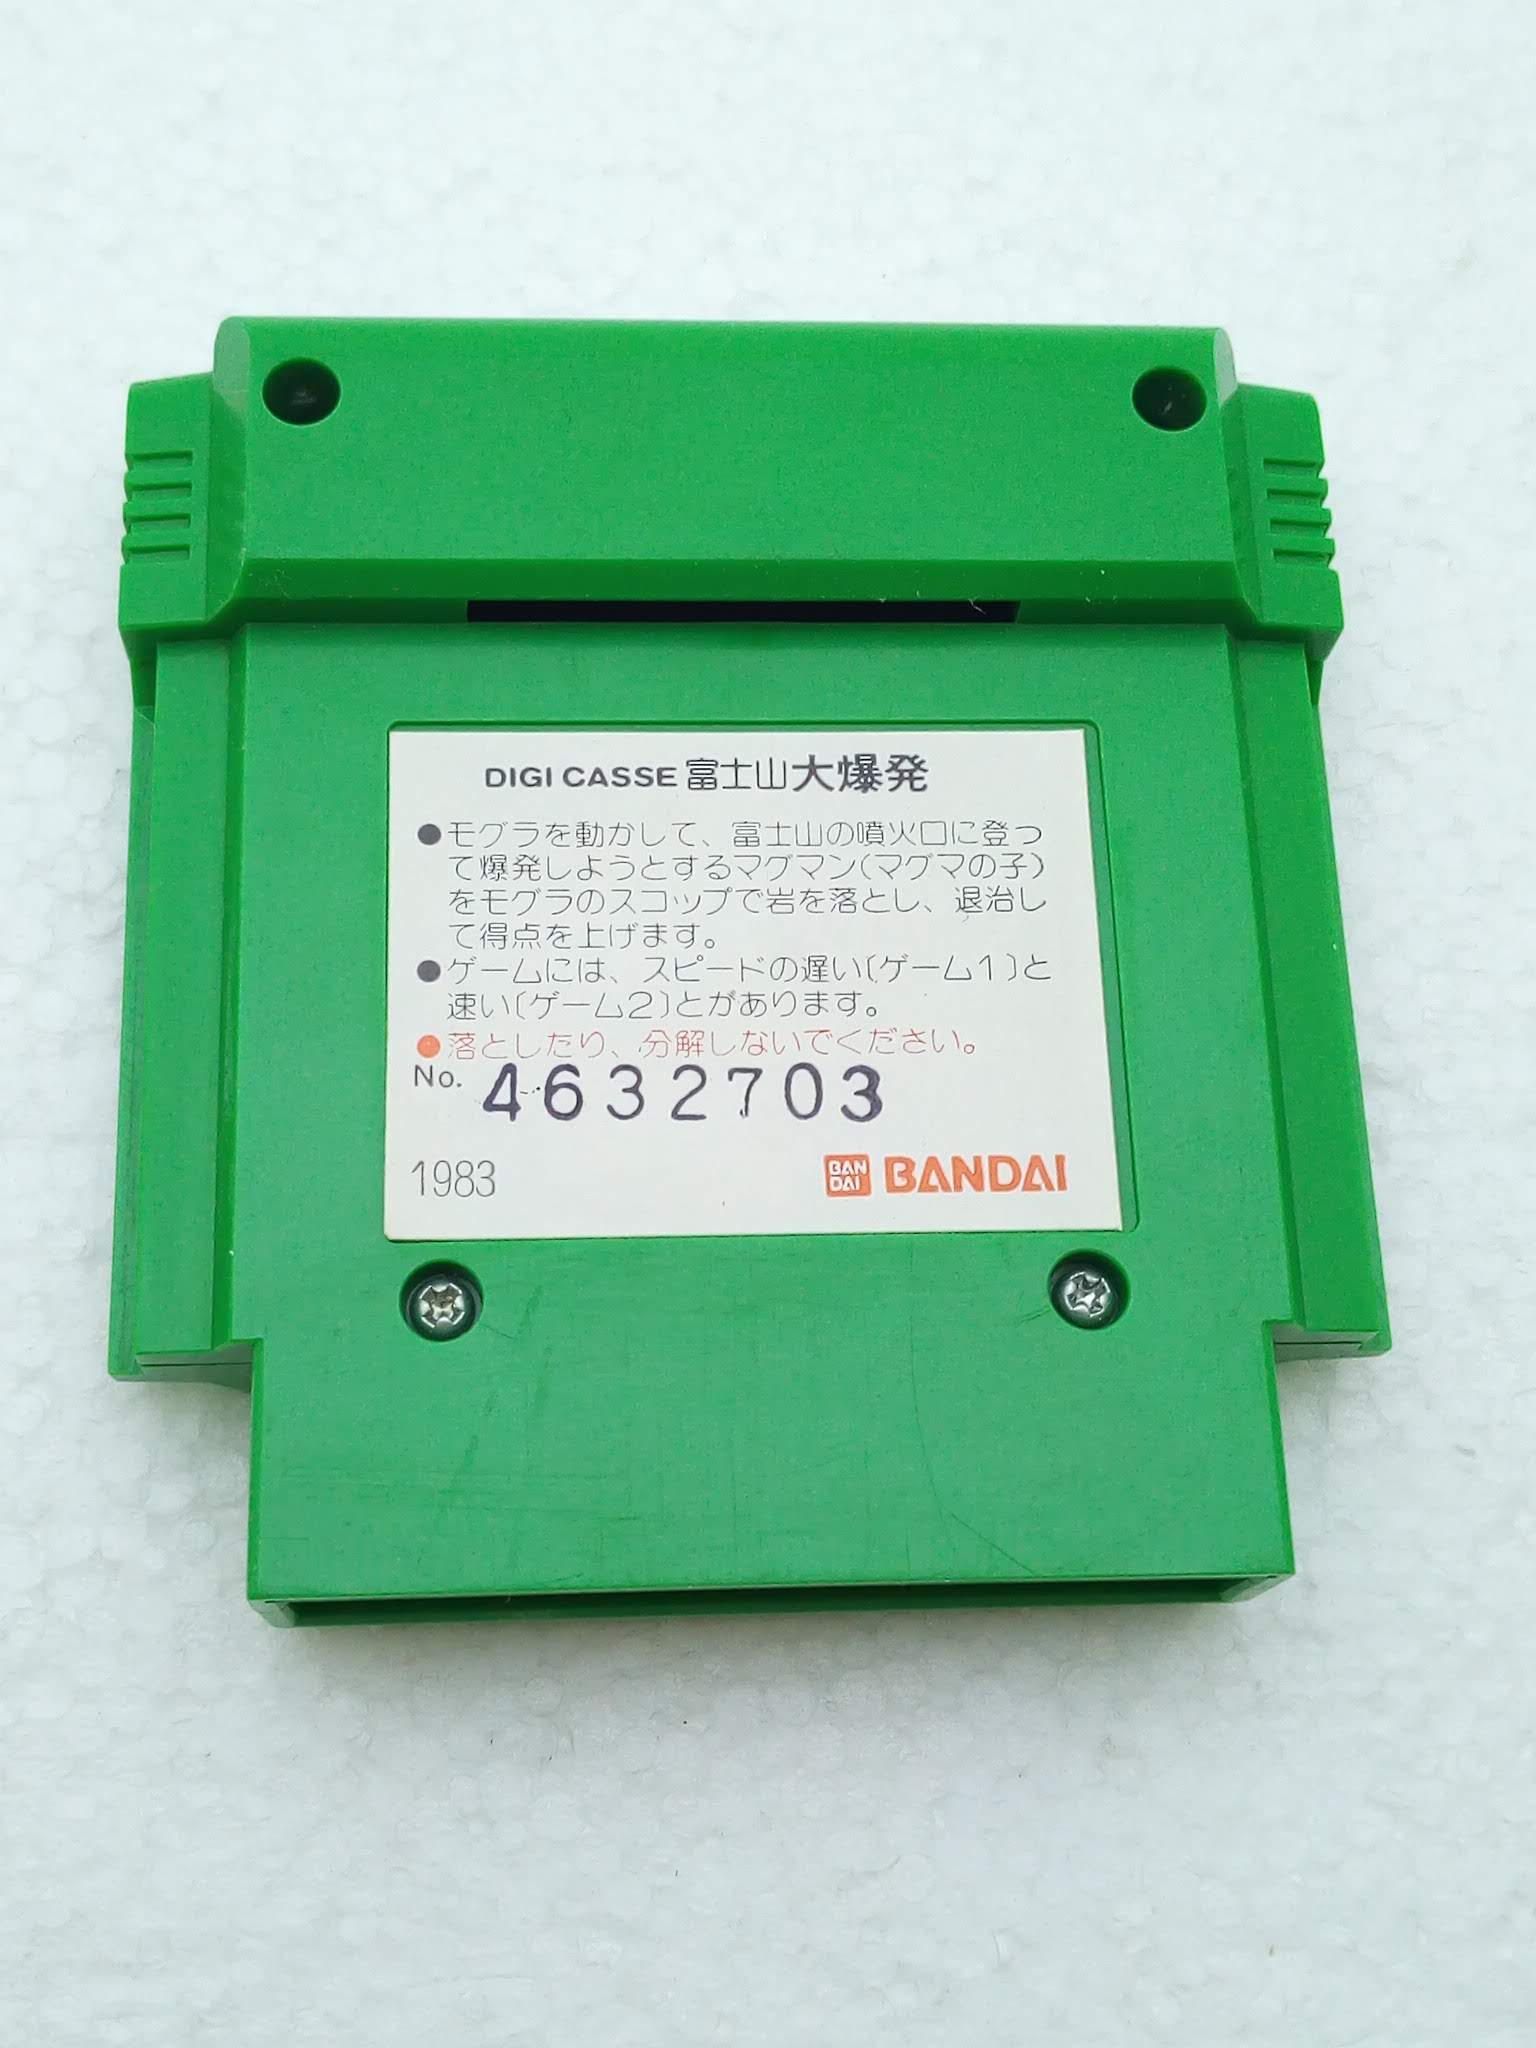 DIGI CASSE 富士山大爆発
●モグラを動かして、富士山の噴火口に登っ
て爆発しようとするマグマン(マグマの子)
をモグラのスコップで岩を落とし、退治し
て得点を上げます。
●ゲームには、スピードの遅い(ゲーム1)と
速い(ゲーム2)とがあります。
●落としたり、分解しないでください。
No. 4632703
1983
BAN
DAI
BANDAI